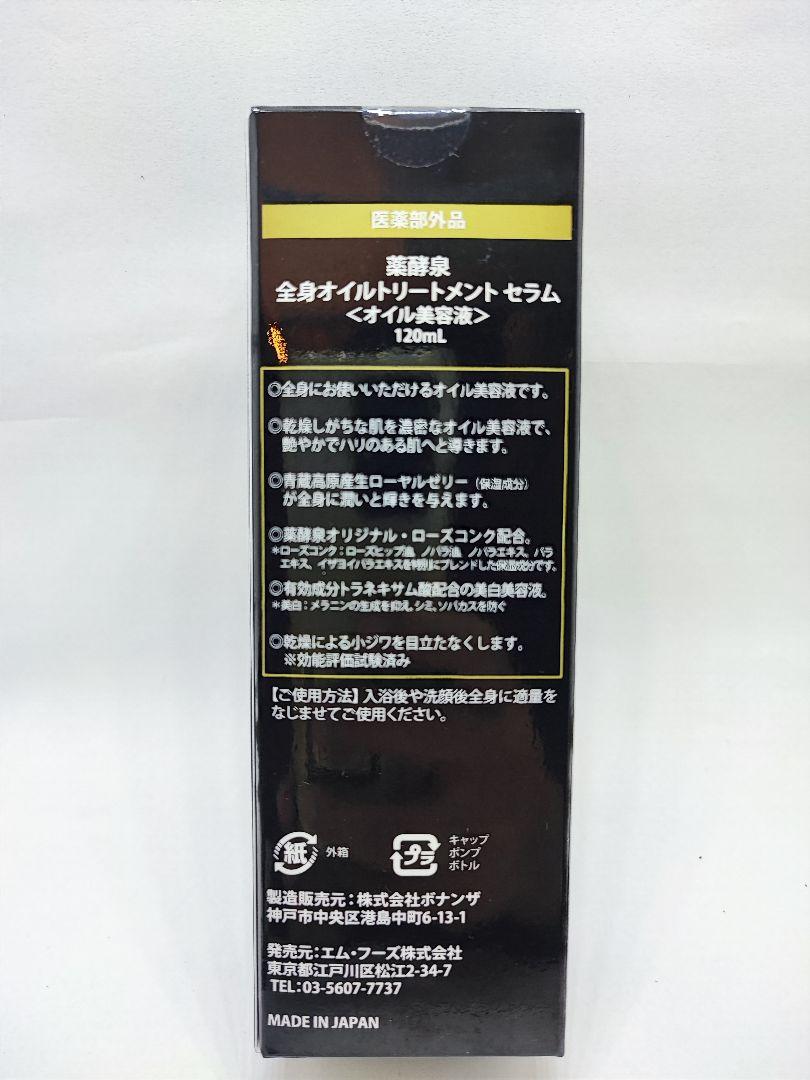 医薬部外品
薬酵泉
全身オイルトリートメント セラム
＜オイル美容液＞
120mL
◎全身にお使いいただけるオイル美容液です。
◎乾燥しがちな肌を濃密なオイル美容液で、
艶やかでハリのある肌へと導きます。
◎青蔵高原産生ローヤルゼリー（保湿成分）
が全身に潤いと輝きを与えます。
◎薬酵泉オリジナル・ローズコンク配合。
*ローズコンク：ローズヒップ油、ノバラ油、ノバラエキス、バラ
エキス、イザヨイバラエキスを特別にブレンドした保湿成分です。
◎有効成分トラネキサム酸配合の美白美容液。
*美白：メラニンの生成を抑え、シミ、ソバカスを防ぐ
◎乾燥による小ジワを目立たなくします。
※効能評価試験済み
【ご使用方法】入浴後や洗顔後全身に適量を
なじませてご使用ください。
紙 外箱
プラ キャップ
ポンプ
ボトル
製造販売元：株式会社ボナンザ
神戸市中央区港島中町6-13-1
発売元：エム・フーズ株式会社
東京都江戸川区松江2-34-7
TEL：03-5607-7737
MADE IN JAPAN